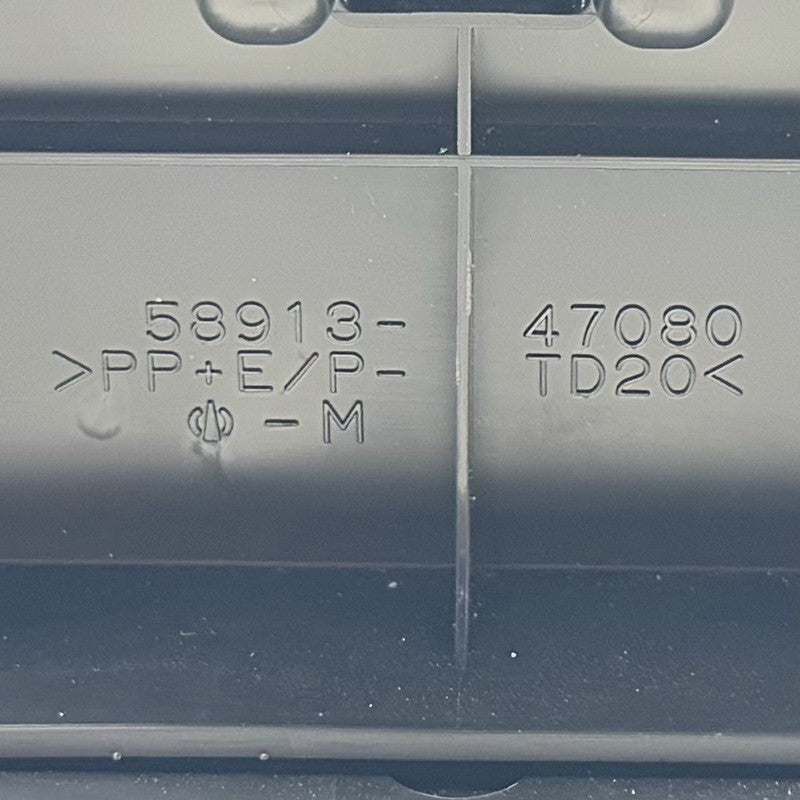 58913- 47080
>PP+E/P- TD20<
-M